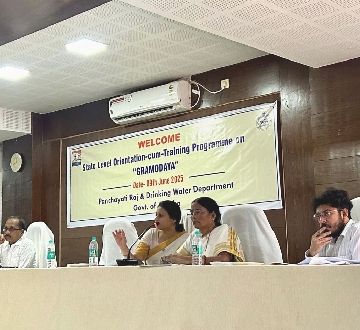 WELCOME
State Level Orientation-cum-Training Programme on
"GRAMODAYA"
Date- 09th June 2025
Panchayati Raj & Drinking Water Department
Govt. of